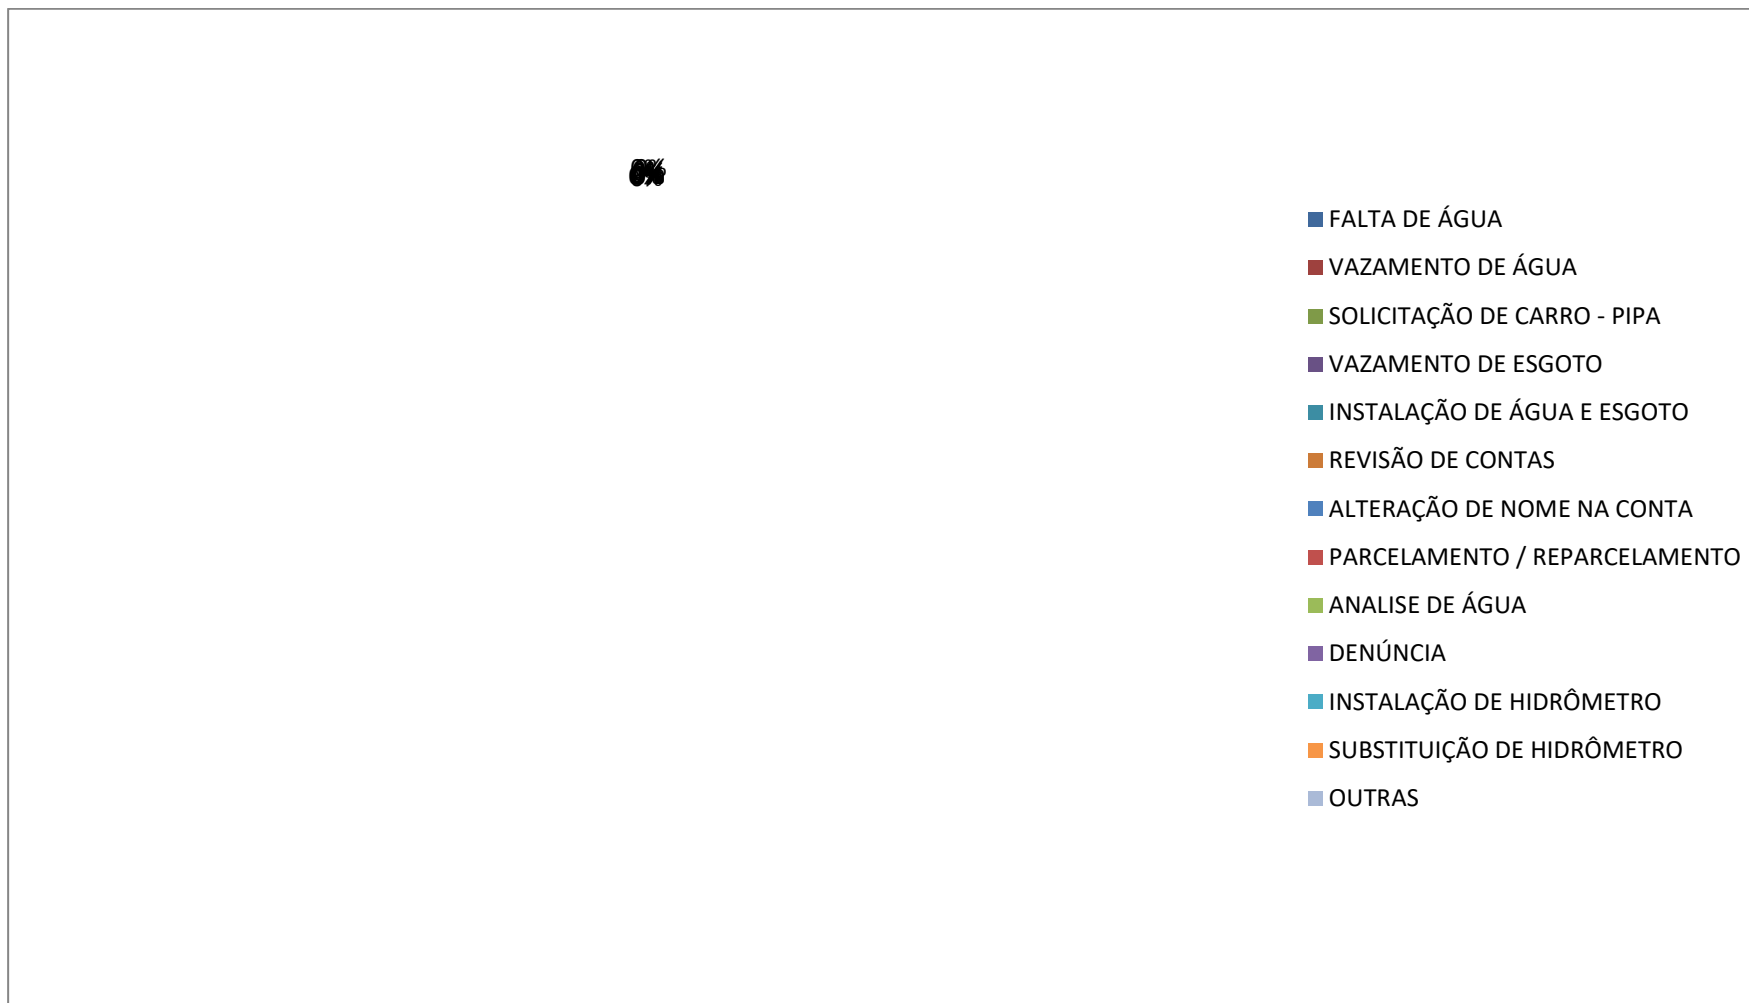 0%
FALTA DE ÁGUA
VAZAMENTO DE ÁGUA
SOLICITAÇÃO DE CARRO - PIPA
VAZAMENTO DE ESGOTO
INSTALAÇÃO DE ÁGUA E ESGOTO
REVISÃO DE CONTAS
ALTERAÇÃO DE NOME NA CONTA
PARCELAMENTO / REPARCELAMENTO
ANALISE DE ÁGUA
DENÚNCIA
INSTALAÇÃO DE HIDRÔMETRO
SUBSTITUIÇÃO DE HIDRÔMETRO
OUTRAS